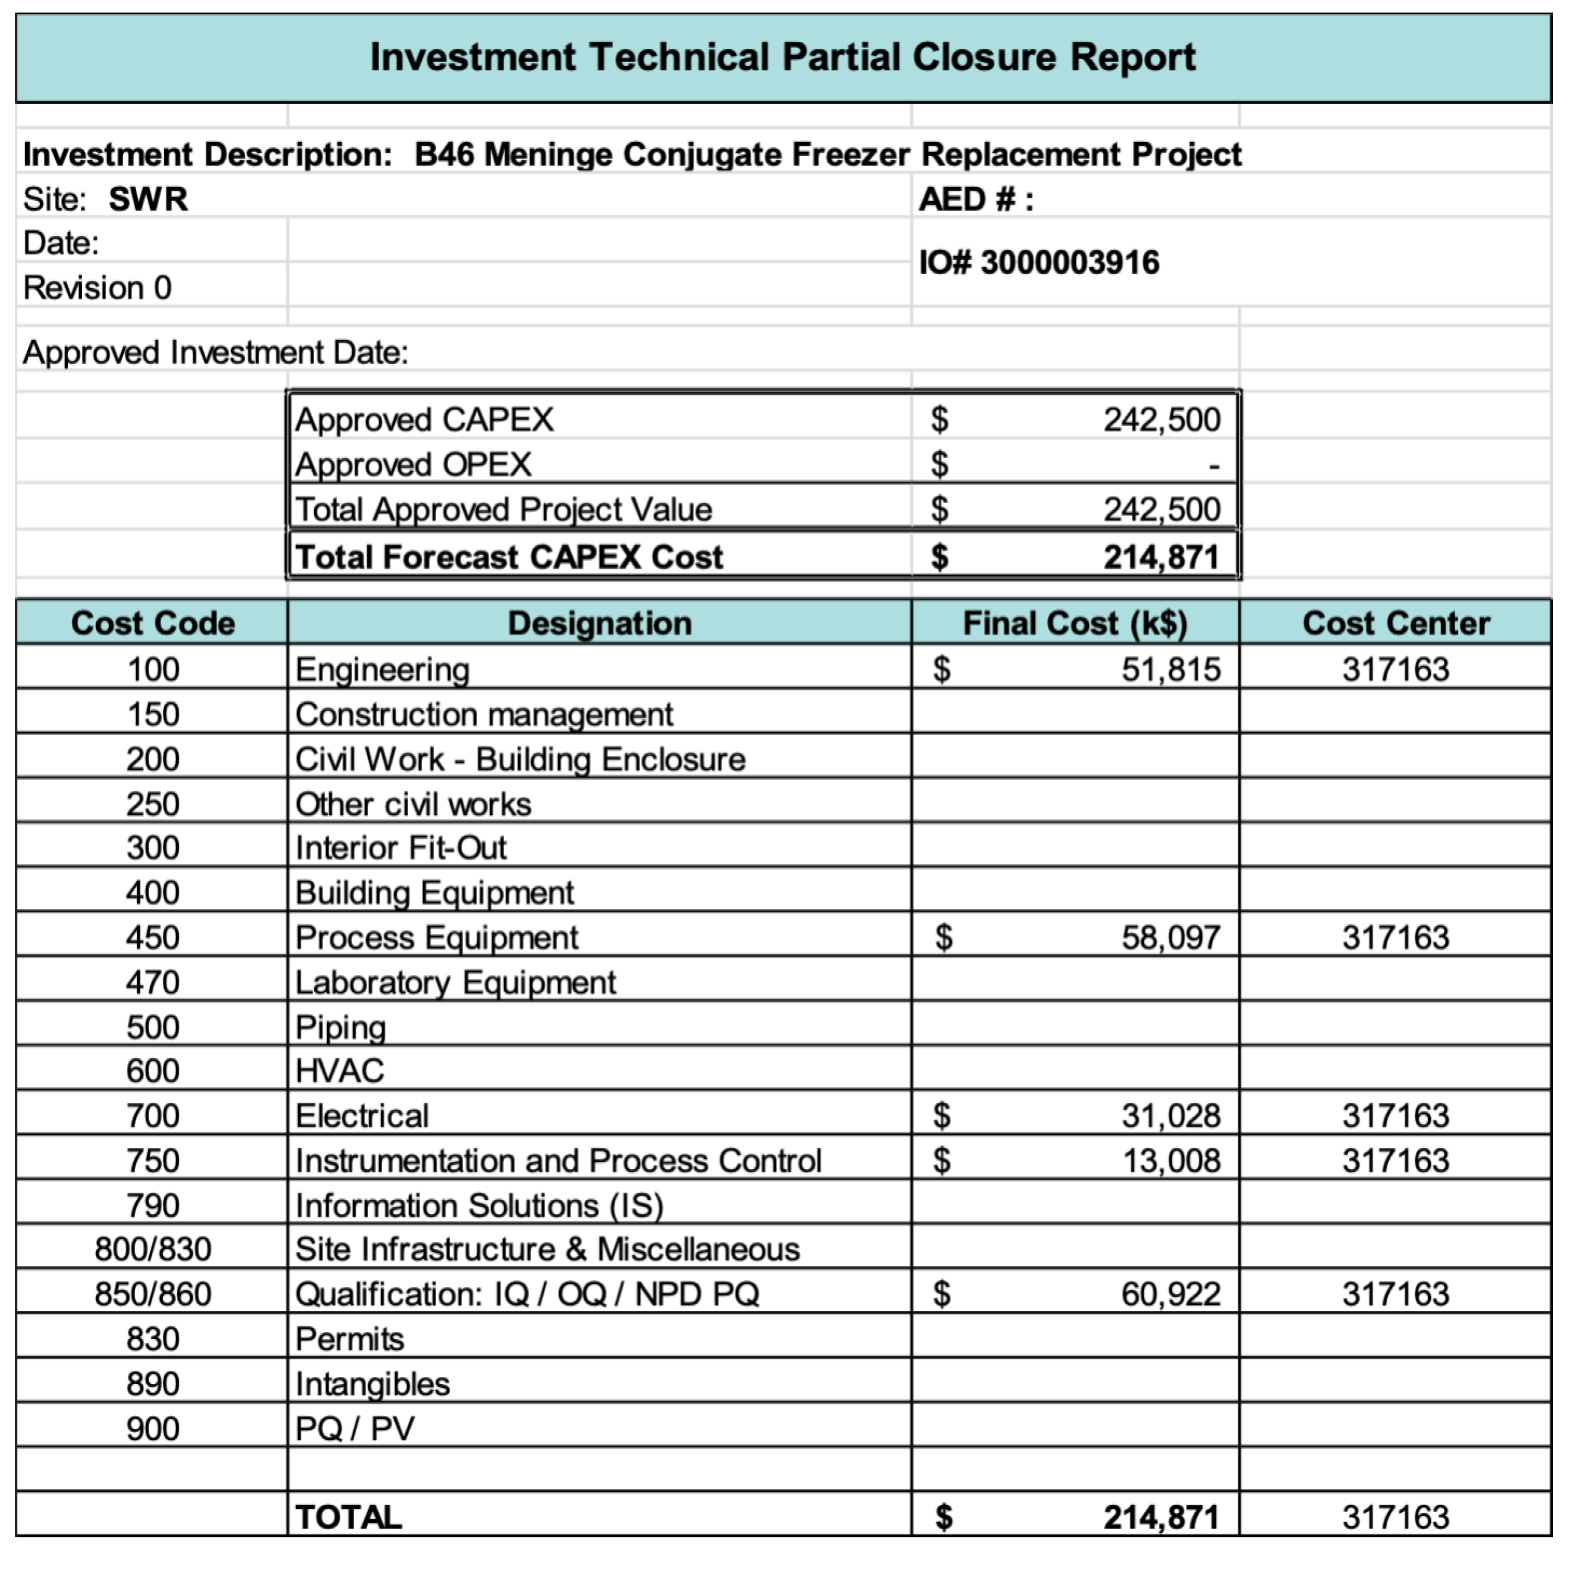 Investment Technical Partial Closure Report
Investment Description: B46 Meninge Conjugate Freezer Replacement Project
Site: SWR AED # :
Date:
IO# 3000003916
Revision 0
Approved Investment Date:
Approved CAPEX $ 242,500
Approved OPEX $ -
Total Approved Project Value $ 242,500
Total Forecast CAPEX Cost $ 214,871
Cost Code Designation Final Cost (k$) Cost Center
100 Engineering $ 51,815 317163
150 Construction management
200 Civil Work - Building Enclosure
250 Other civil works
300 Interior Fit-Out
400 Building Equipment
450 Process Equipment $ 58,097 317163
470 Laboratory Equipment
500 Piping
600 HVAC
700 Electrical $ 31,028 317163
750 Instrumentation and Process Control $ 13,008 317163
790 Information Solutions (IS)
800/830 Site Infrastructure & Miscellaneous
850/860 Qualification: IQ / OQ / NPD PQ $ 60,922 317163
830 Permits
890 Intangibles
900 PQ / PV
TOTAL $ 214,871 317163